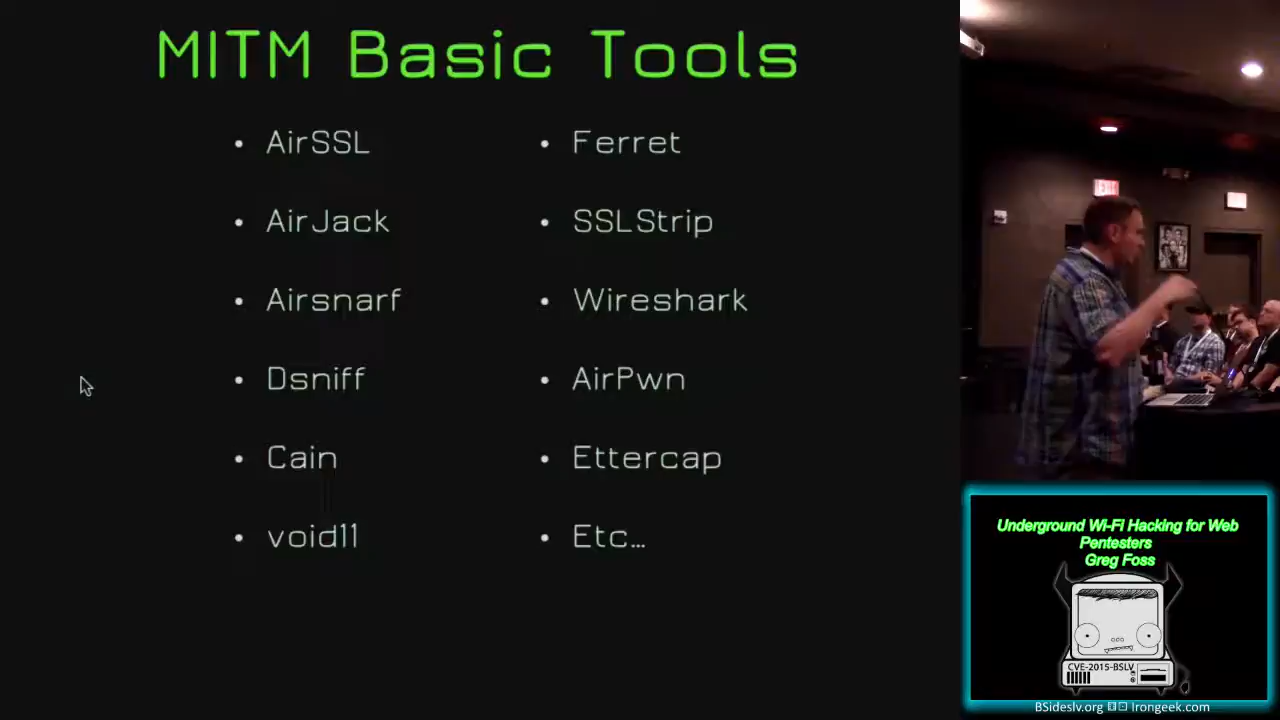 MITM Basic Tools
• AirSSL
• AirJack
• Airsnarf
• Dsniff
• Cain
• void11
• Ferret
• SSLStrip
• Wireshark
• AirPwn
• Ettercap
• Etc…
EXIT
Underground Wi-Fi Hacking for Web
Pentesters
Greg Foss
CVE-2015-BSLV
BSideslv.org Irongeek.com